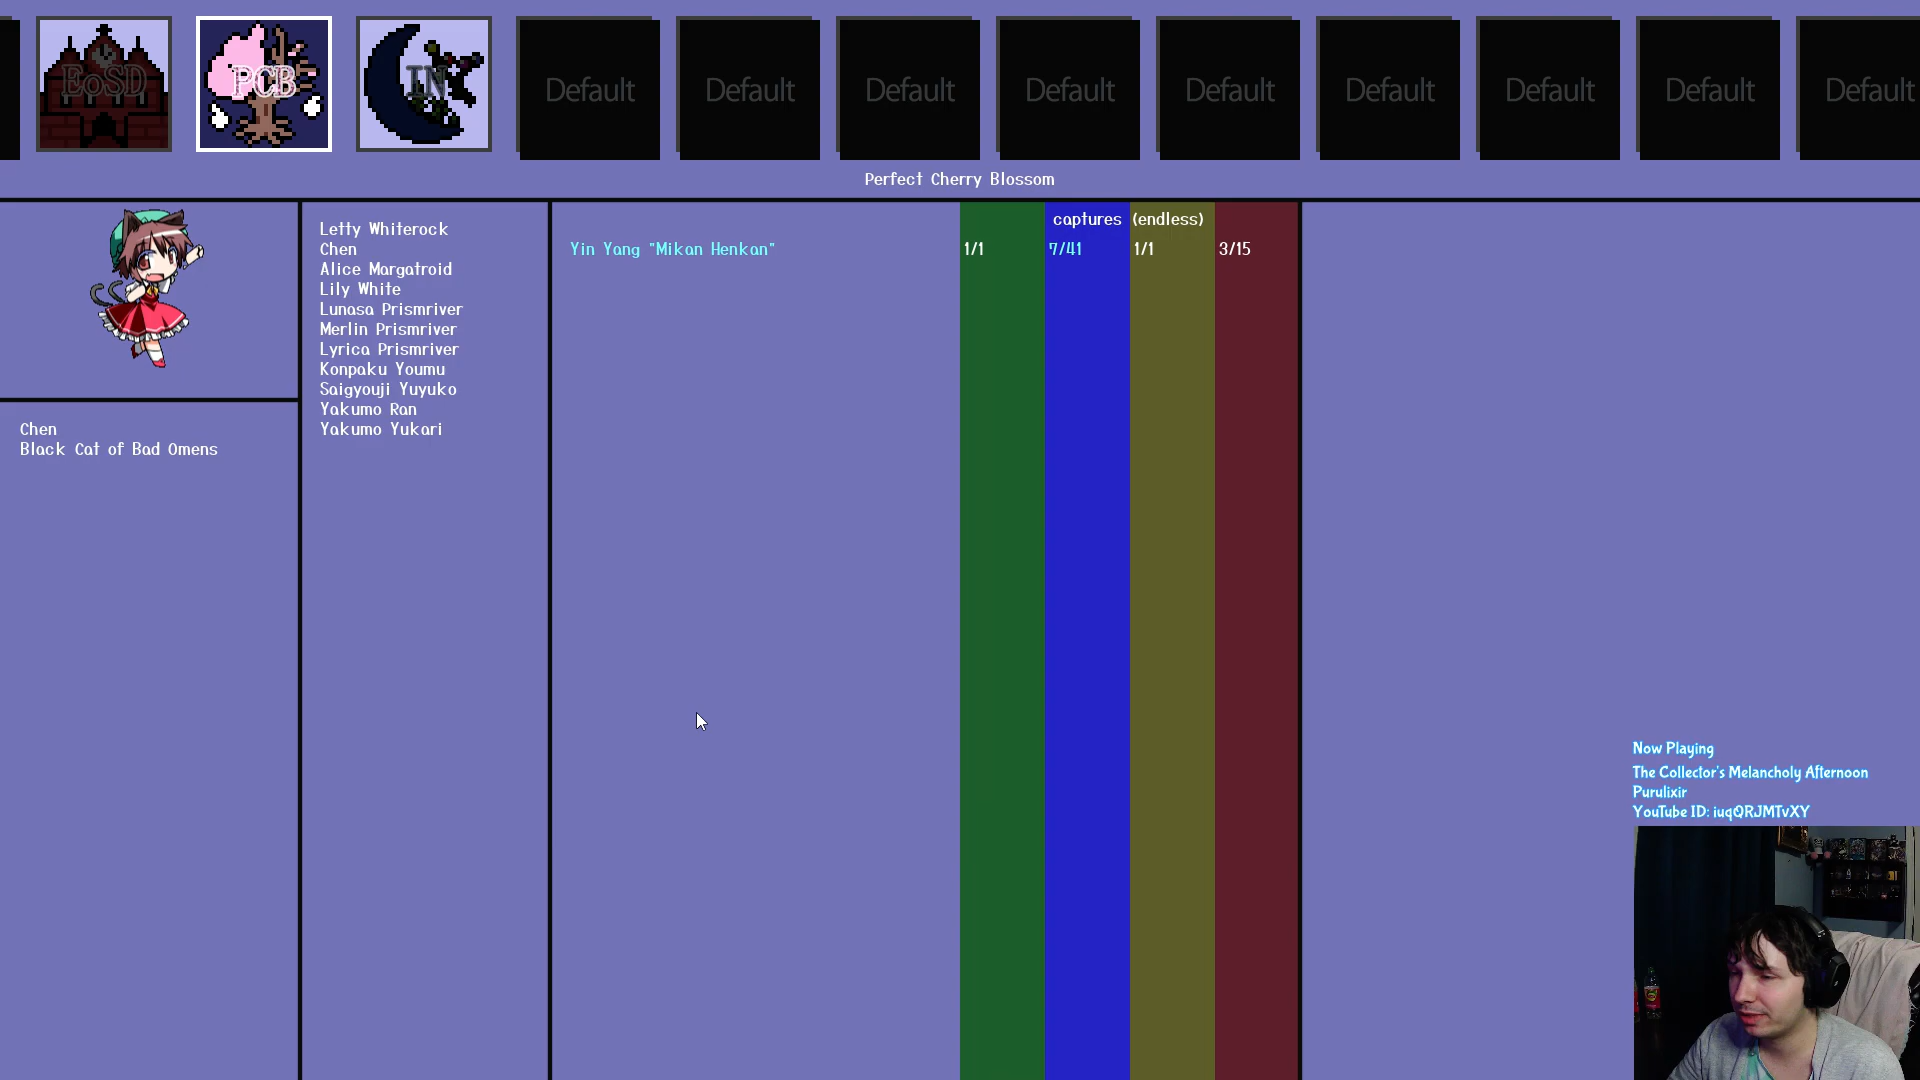 EoSD
PCB
IN
Default
Default
Default
Default
Default
Default
Default
Default
Default
Perfect Cherry Blossom
Chen
Black Cat of Bad Omens
Letty Whiterock
Chen
Alice Margatroid
Lily White
Lunasa Prismriver
Merlin Prismriver
Lyrica Prismriver
Konpaku Youmu
Saigyouji Yuyuko
Yakumo Ran
Yakumo Yukari
captures (endless)
Yin Yang "Mikan Henkan" 1/1 7/41 1/1 3/15
Now Playing
The Collector's Melancholy Afternoon
Purulixir
YouTube ID: iuqQRJMTvXY